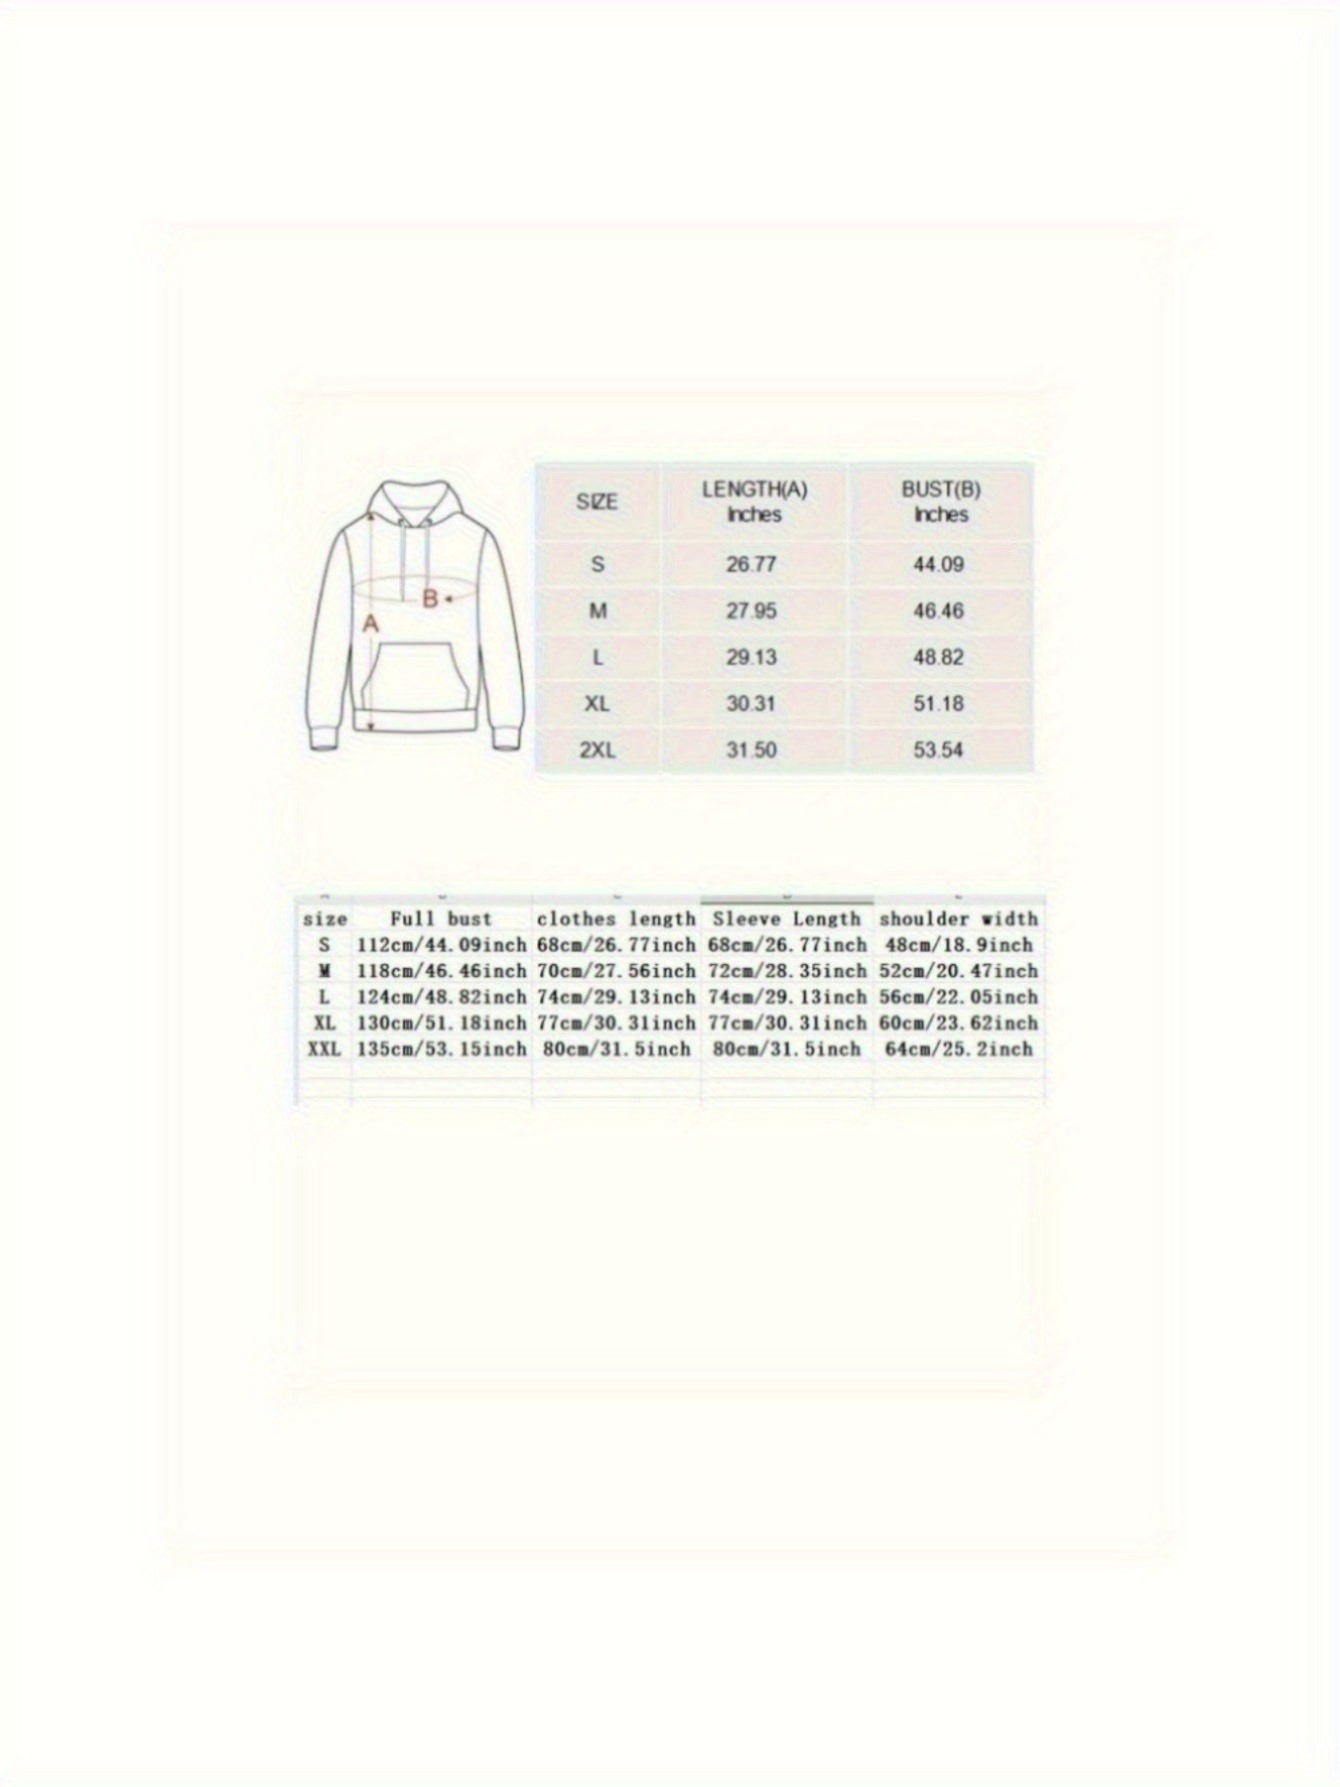 SIZE LENGTH(A) Inches BUST(B) Inches
S 26.77 44.09
M 27.95 46.46
L 29.13 48.82
XL 30.31 51.18
2XL 31.50 53.54
A
B
size Full bust clothes length Sleeve Length shoulder width
S 112cm/44.09inch 68cm/26.77inch 68cm/26.77inch 48cm/18.9inch
M 118cm/46.46inch 70cm/27.56inch 72cm/28.35inch 52cm/20.47inch
L 124cm/48.82inch 74cm/29.13inch 74cm/29.13inch 56cm/22.05inch
XL 130cm/51.18inch 77cm/30.31inch 77cm/30.31inch 60cm/23.62inch
XXL 135cm/53.15inch 80cm/31.5inch 80cm/31.5inch 64cm/25.2inch